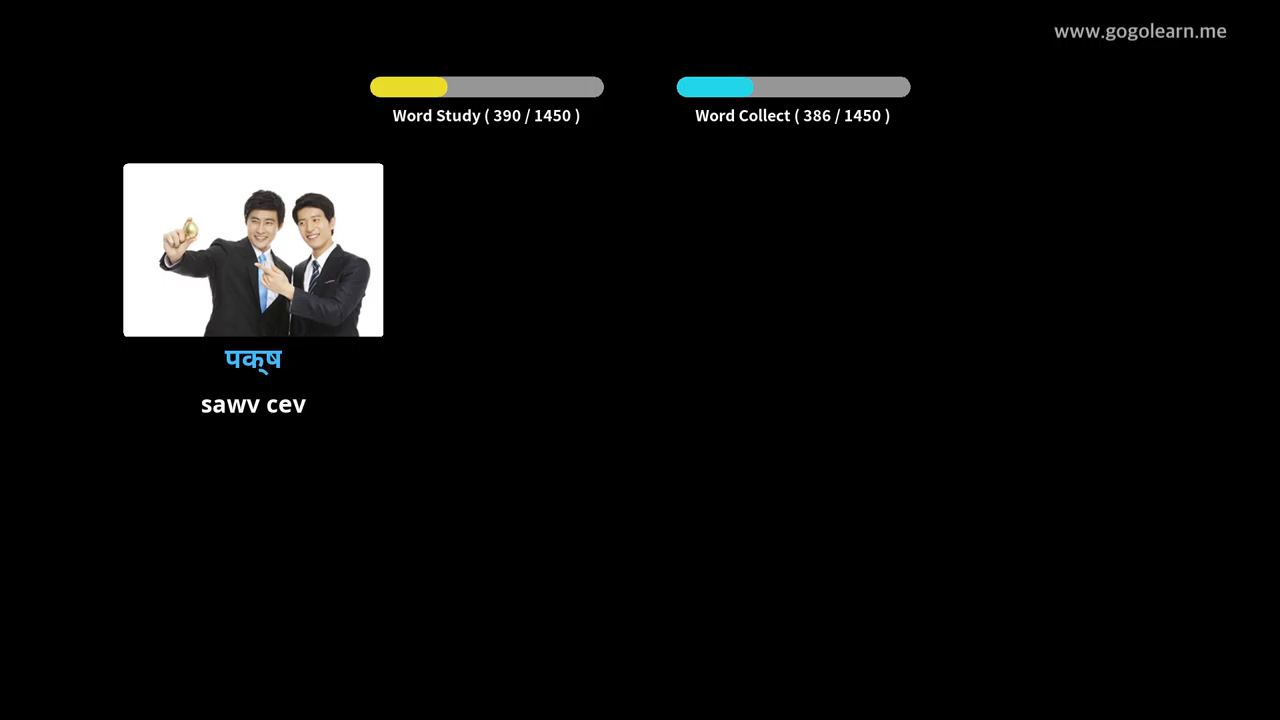 www.gogolearn.me
Word Study ( 390 / 1450 )
Word Collect ( 386 / 1450 )
पक्ष
sawv cev